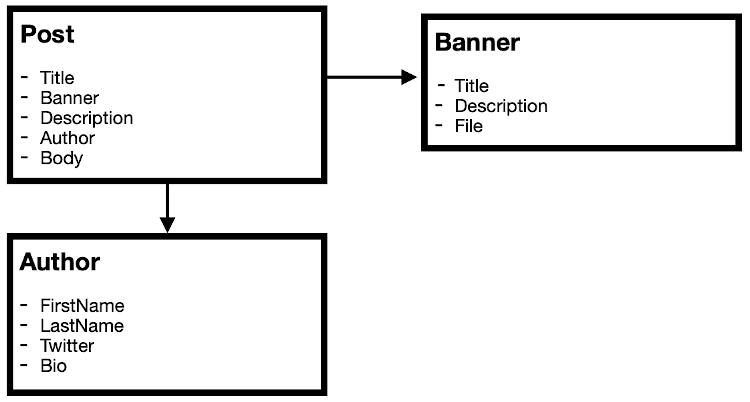 Post
- Title
- Banner
- Description
- Author
- Body
Banner
- Title
- Description
- File
Author
- FirstName
- LastName
- Twitter
- Bio